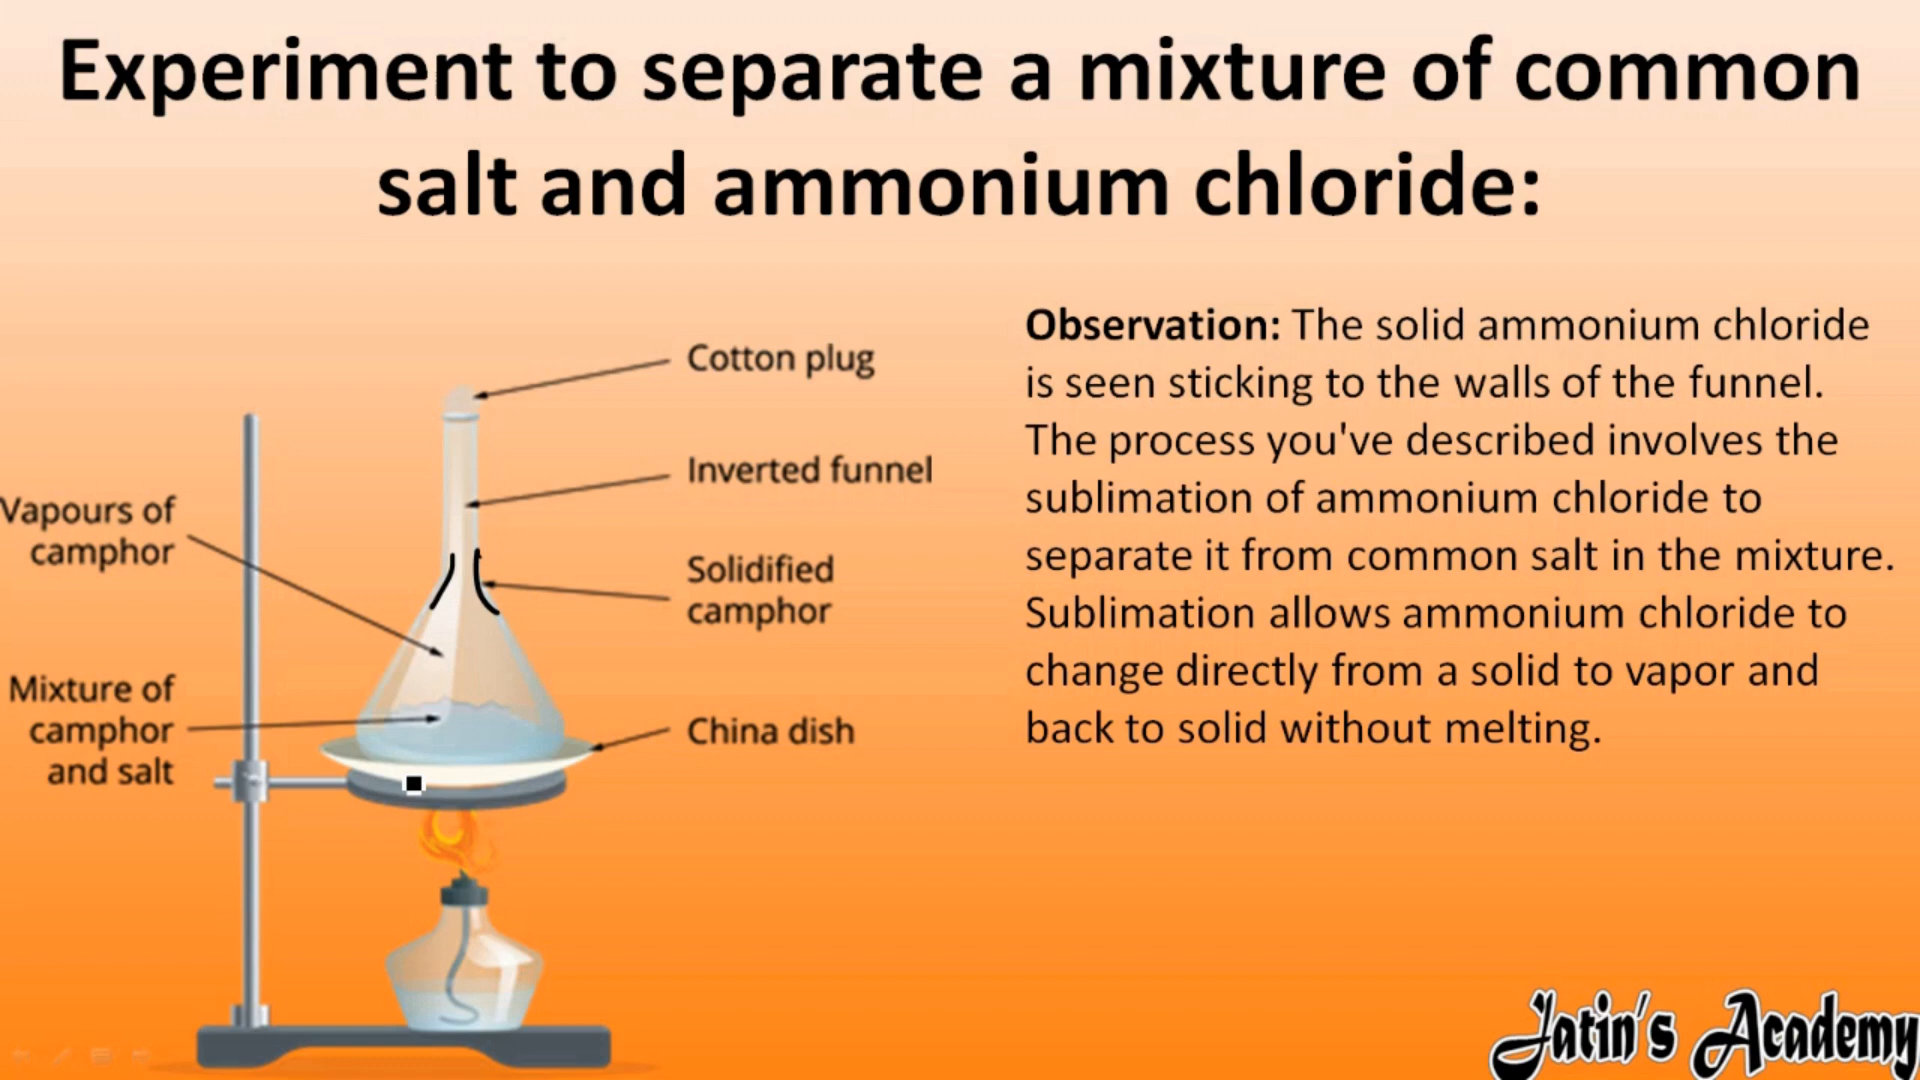 Experiment to separate a mixture of common
salt and ammonium chloride:
Cotton plug
Inverted funnel
Vapours of
camphor
Solidified
camphor
Mixture of
camphor
and salt
China dish
Observation: The solid ammonium chloride
is seen sticking to the walls of the funnel.
The process you've described involves the
sublimation of ammonium chloride to
separate it from common salt in the mixture.
Sublimation allows ammonium chloride to
change directly from a solid to vapor and
back to solid without melting.
Jatin's Academy